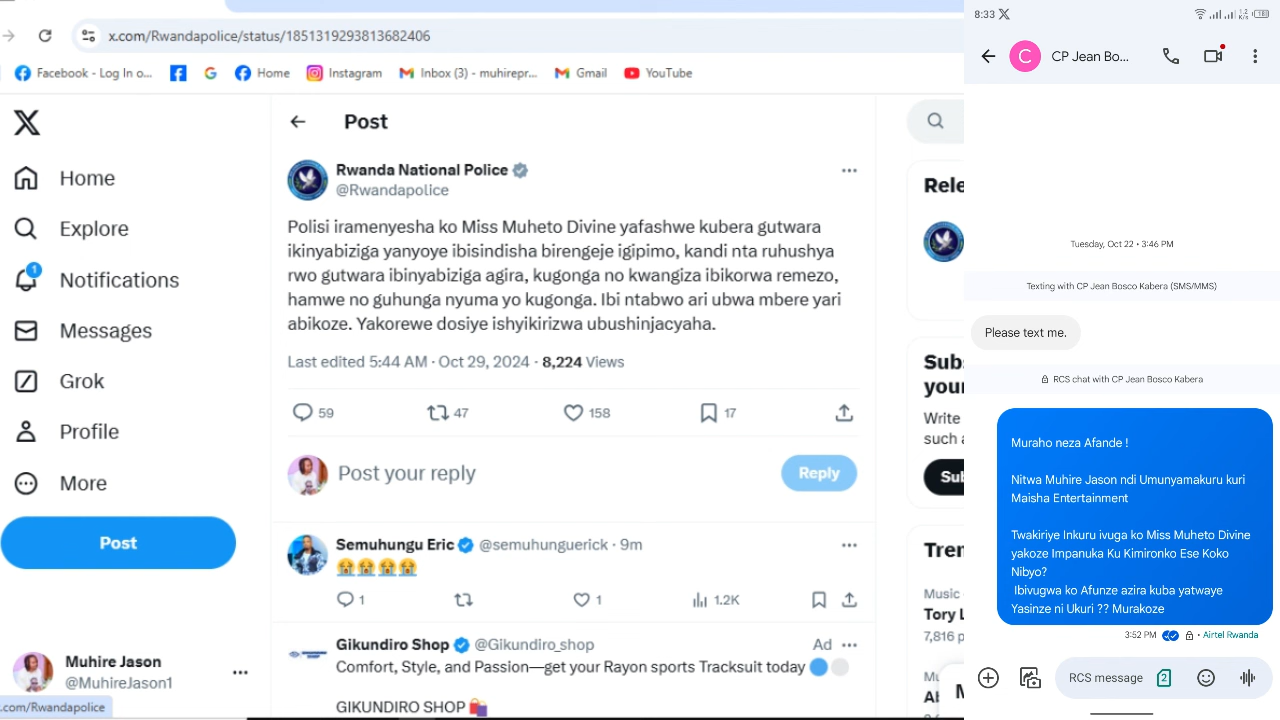 x.com/Rwandapolice/status/1851319293813682406
Facebook - Log In o...
Home
Instagram
Inbox (3) - muhirepr...
Gmail
YouTube
Home
Explore
1
Notifications
Messages
Grok
Profile
More
Post
Muhire Jason
@MuhireJason1
.com/Rwandapolice
Post
Rwanda National Police
@Rwandapolice
Polisi iramenyesha ko Miss Muheto Divine yafashwe kubera gutwara
ikinyabiziga yanyoye ibisindisha birengeje igipimo, kandi nta ruhushya
rwo gutwara ibinyabiziga agira, kugonga no kwangiza ibikorwa remezo,
hamwe no guhunga nyuma yo kugonga. Ibi ntabwo ari ubwa mbere yari
abikoze. Yakorewe dosiye ishyikirizwa ubushinjacyaha.
Last edited 5:44 AM · Oct 29, 2024 · 8,224 Views
59 47 158 17
Post your reply
Reply
Semuhungu Eric @semuhunguerick · 9m
😭😭😭😭
1 1 1.2K
Gikundiro Shop @Gikundiro_shop Ad
Comfort, Style, and Passion—get your Rayon sports Tracksuit today 🔵⚪
GIKUNDIRO SHOP 🛍️
Rele
Subs
your
Write
such a
Sub
Tren
Music
Tory L
7,816 p
Mu
Ab
M
8:33
CP Jean Bo...
Tuesday, Oct 22 • 3:46 PM
Texting with CP Jean Bosco Kabera (SMS/MMS)
Please text me.
RCS chat with CP Jean Bosco Kabera
Muraho neza Afande !
Nitwa Muhire Jason ndi Umunyamakuru kuri
Maisha Entertainment
Twakiriye Inkuru ivuga ko Miss Muheto Divine
yakoze Impanuka Ku Kimironko Ese Koko
Nibyo?
Ibivugwa ko Afunze azira kuba yatwaye
Yasinze ni Ukuri ?? Murakoze
3:52 PM • Airtel Rwanda
RCS message 2